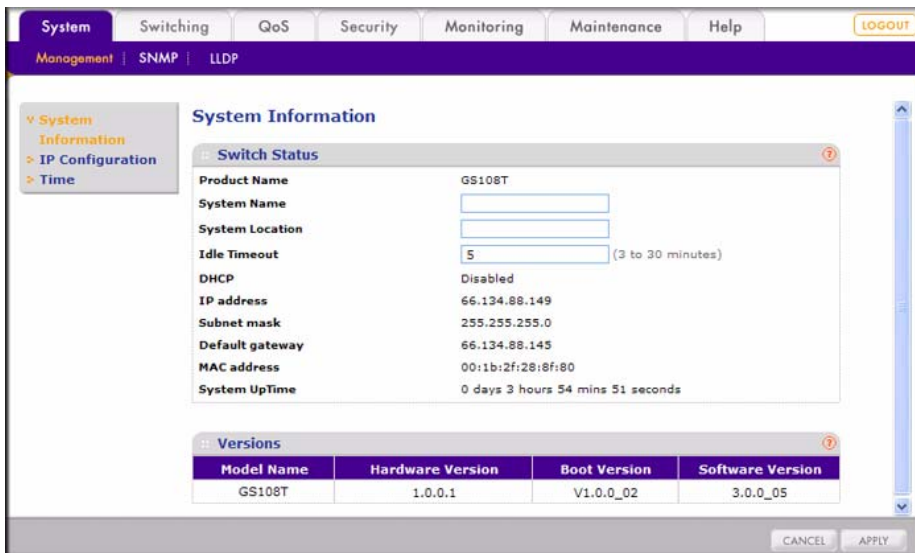 System Switching QoS Security Monitoring Maintenance Help LOGOUT
Management SNMP LLDP
System Information
IP Configuration
Time
System Information
Switch Status ?
Product Name GS108T
System Name
System Location
Idle Timeout 5 (3 to 30 minutes)
DHCP Disabled
IP address 66.134.88.149
Subnet mask 255.255.255.0
Default gateway 66.134.88.145
MAC address 00:1b:2f:28:8f:80
System UpTime 0 days 3 hours 54 mins 51 seconds
Versions ?
Model Name Hardware Version Boot Version Software Version
GS108T 1.0.0.1 V1.0.0_02 3.0.0_05
CANCEL APPLY